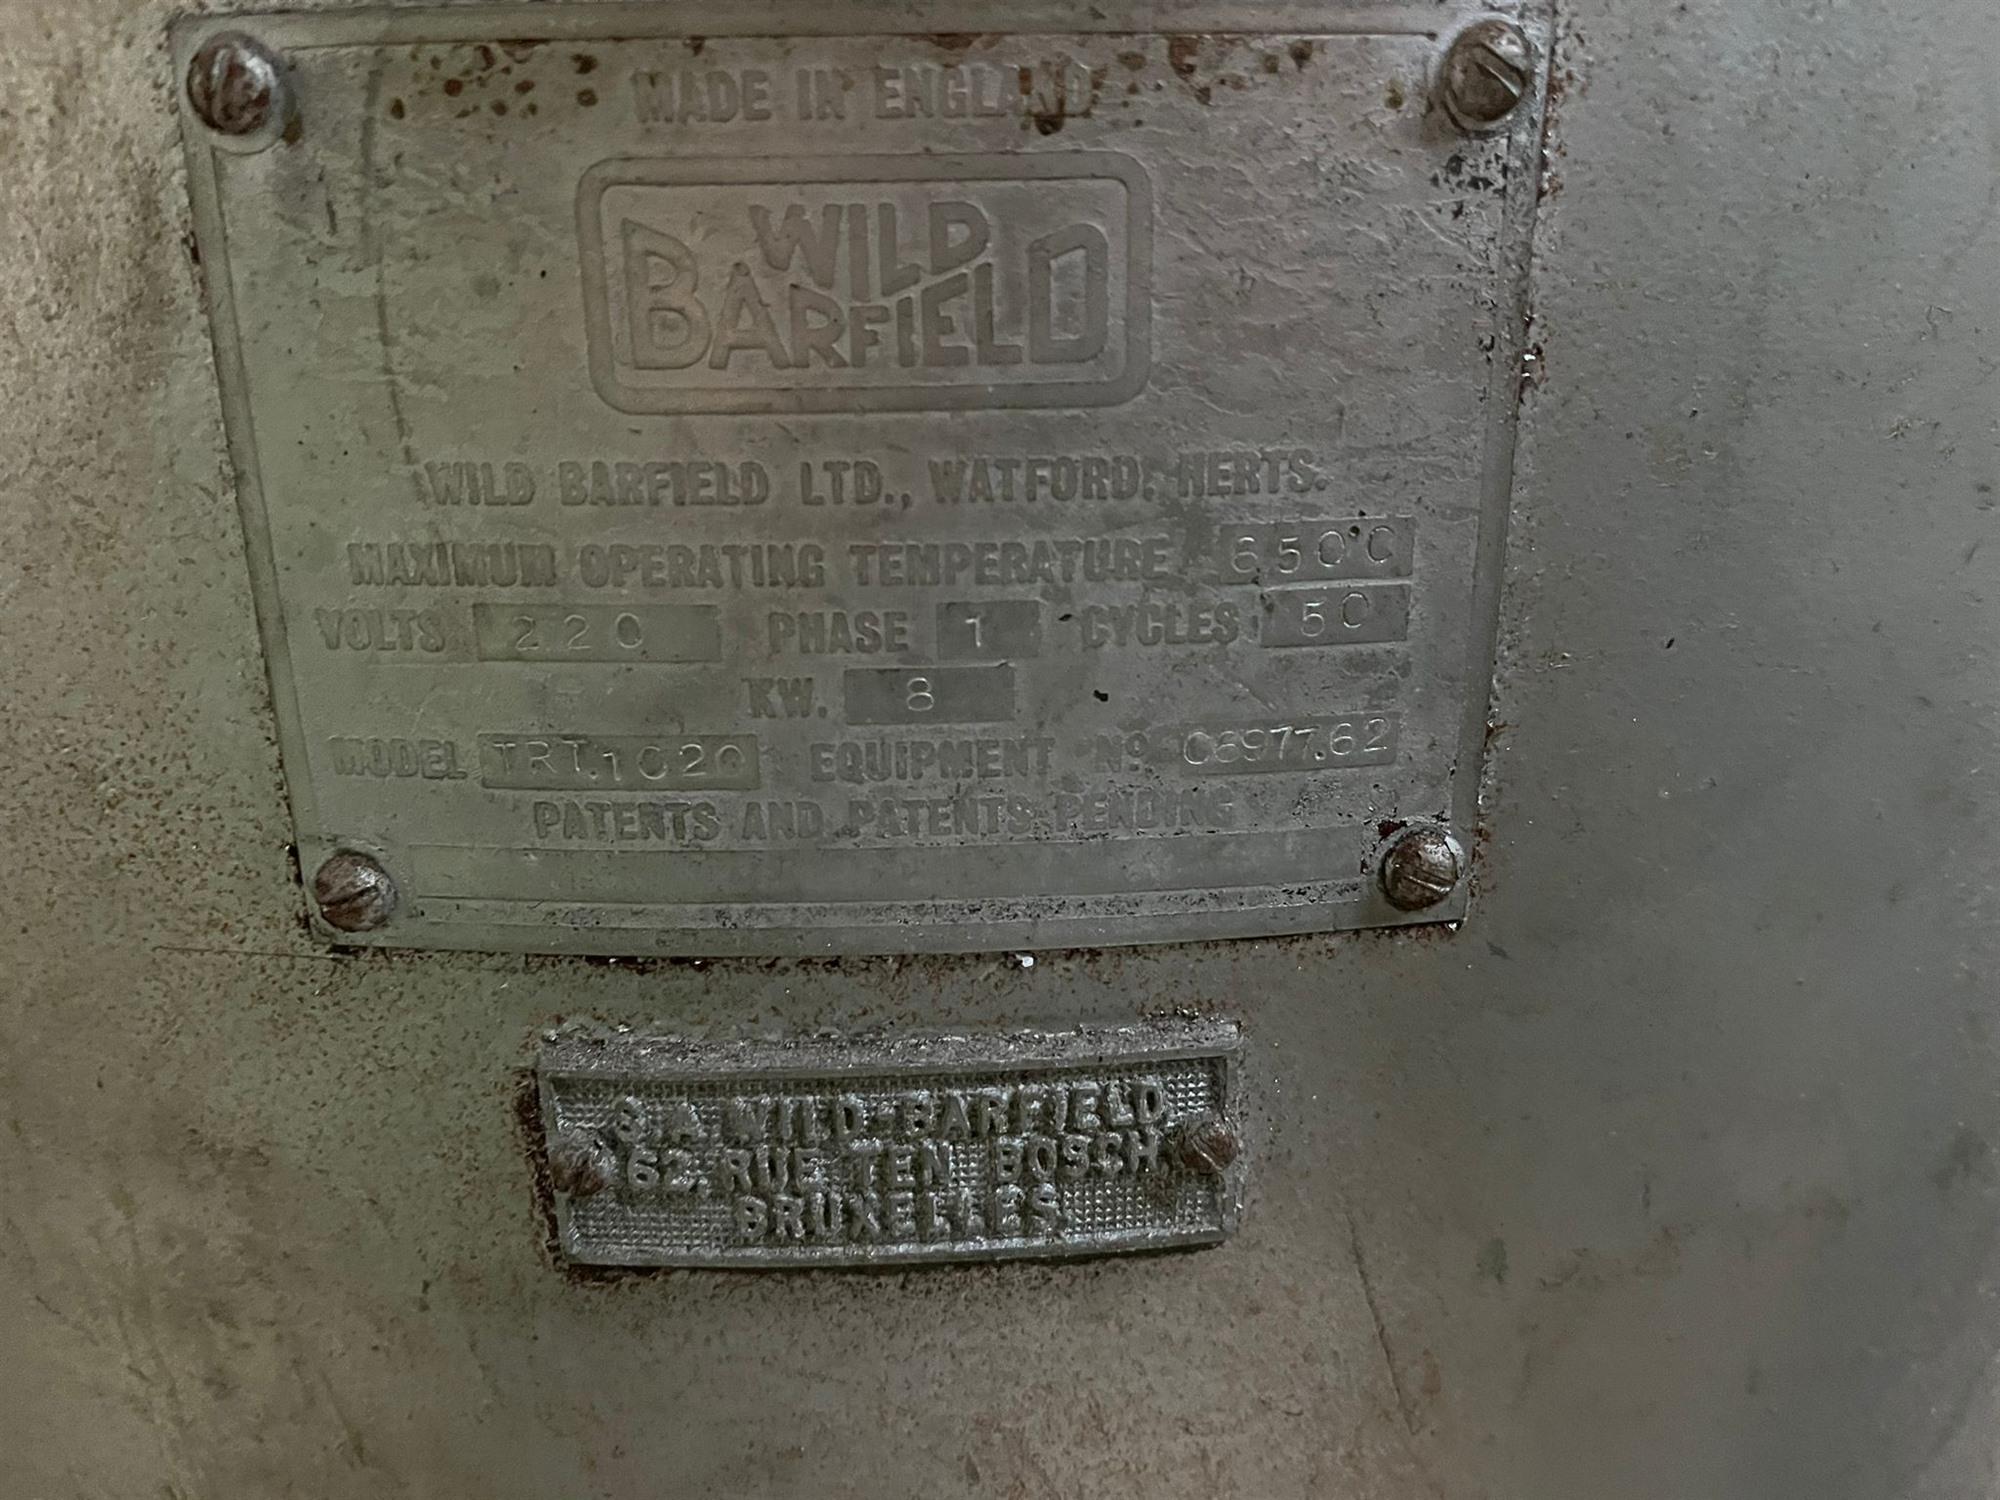 MADE IN ENGLAND
WILD
BARFIELD
WILD BARFIELD LTD., WATFORD, HERTS.
MAXIMUM OPERATING TEMPERATURE 650°C
VOLTS 220 PHASE 1 CYCLES 50
KW. 8
MODEL TRT.1020 EQUIPMENT Nº C6977.62
PATENTS AND PATENTS PENDING
S.A. WILD-BARFIELD
62, RUE TEN BOSCH,
BRUXELLES